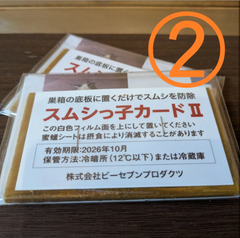 ②
巣箱の底板に置くだけでスムシを防除
スムシっ子カードⅡ
この白色フィルム面を上にして置いてください
蜜蠟シートは摂食により消滅することがあります
有効期限:2026年10月
保管方法:冷暗所(12℃以下)または冷蔵庫
株式会社ビーセブンプロダクツ